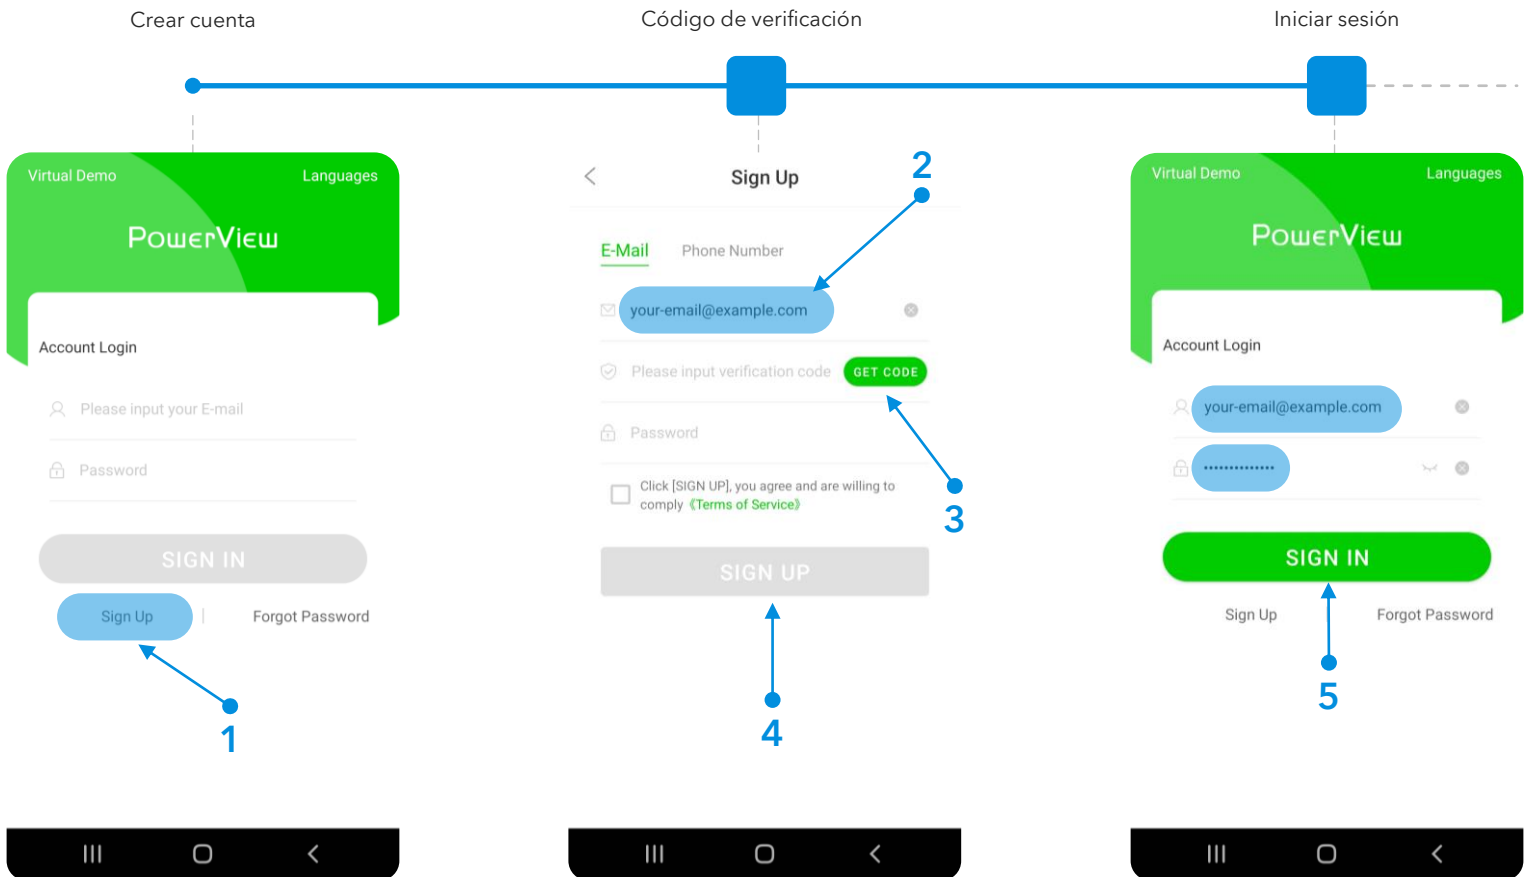 Crear cuenta
Código de verificación
Iniciar sesión
Virtual Demo
Languages
PowerView
Account Login
Please input your E-mail
Password
SIGN IN
Sign Up
Forgot Password
1
Sign Up
2
E-Mail
Phone Number
your-email@example.com
Please input verification code
GET CODE
Password
Click [SIGN UP], you agree and are willing to
comply 《Terms of Service》
3
SIGN UP
4
Virtual Demo
Languages
PowerView
Account Login
your-email@example.com
••••••••••••••
SIGN IN
Sign Up
Forgot Password
5